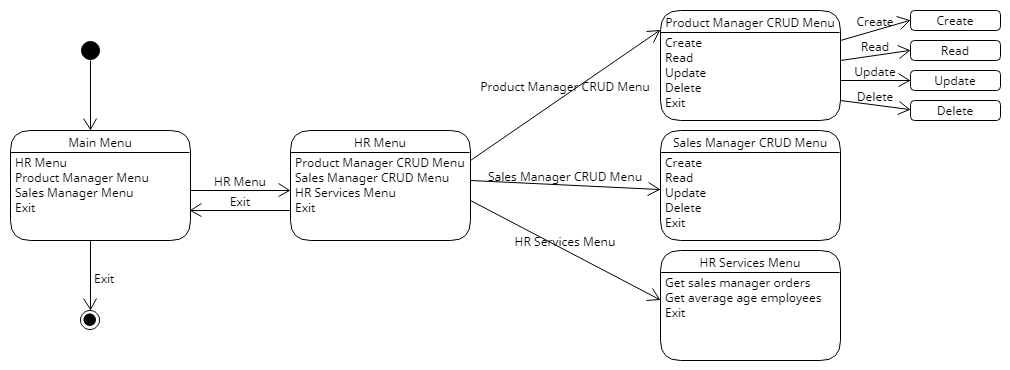 Main Menu
HR Menu
Product Manager Menu
Sales Manager Menu
Exit
Exit
HR Menu
Exit
HR Menu
Product Manager CRUD Menu
Sales Manager CRUD Menu
HR Services Menu
Exit
Product Manager CRUD Menu
Sales Manager CRUD Menu
HR Services Menu
Product Manager CRUD Menu
Create
Read
Update
Delete
Exit
Create
Read
Update
Delete
Create
Read
Update
Delete
Sales Manager CRUD Menu
Create
Read
Update
Delete
Exit
HR Services Menu
Get sales manager orders
Get average age employees
Exit